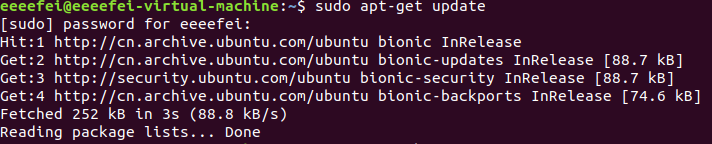 eeeefei@eeeefei-virtual-machine:~$ sudo apt-get update
[sudo] password for eeeefei:
Hit:1 http://cn.archive.ubuntu.com/ubuntu bionic InRelease
Get:2 http://cn.archive.ubuntu.com/ubuntu bionic-updates InRelease [88.7 kB]
Get:3 http://security.ubuntu.com/ubuntu bionic-security InRelease [88.7 kB]
Get:4 http://cn.archive.ubuntu.com/ubuntu bionic-backports InRelease [74.6 kB]
Fetched 252 kB in 3s (88.8 kB/s)
Reading package lists... Done